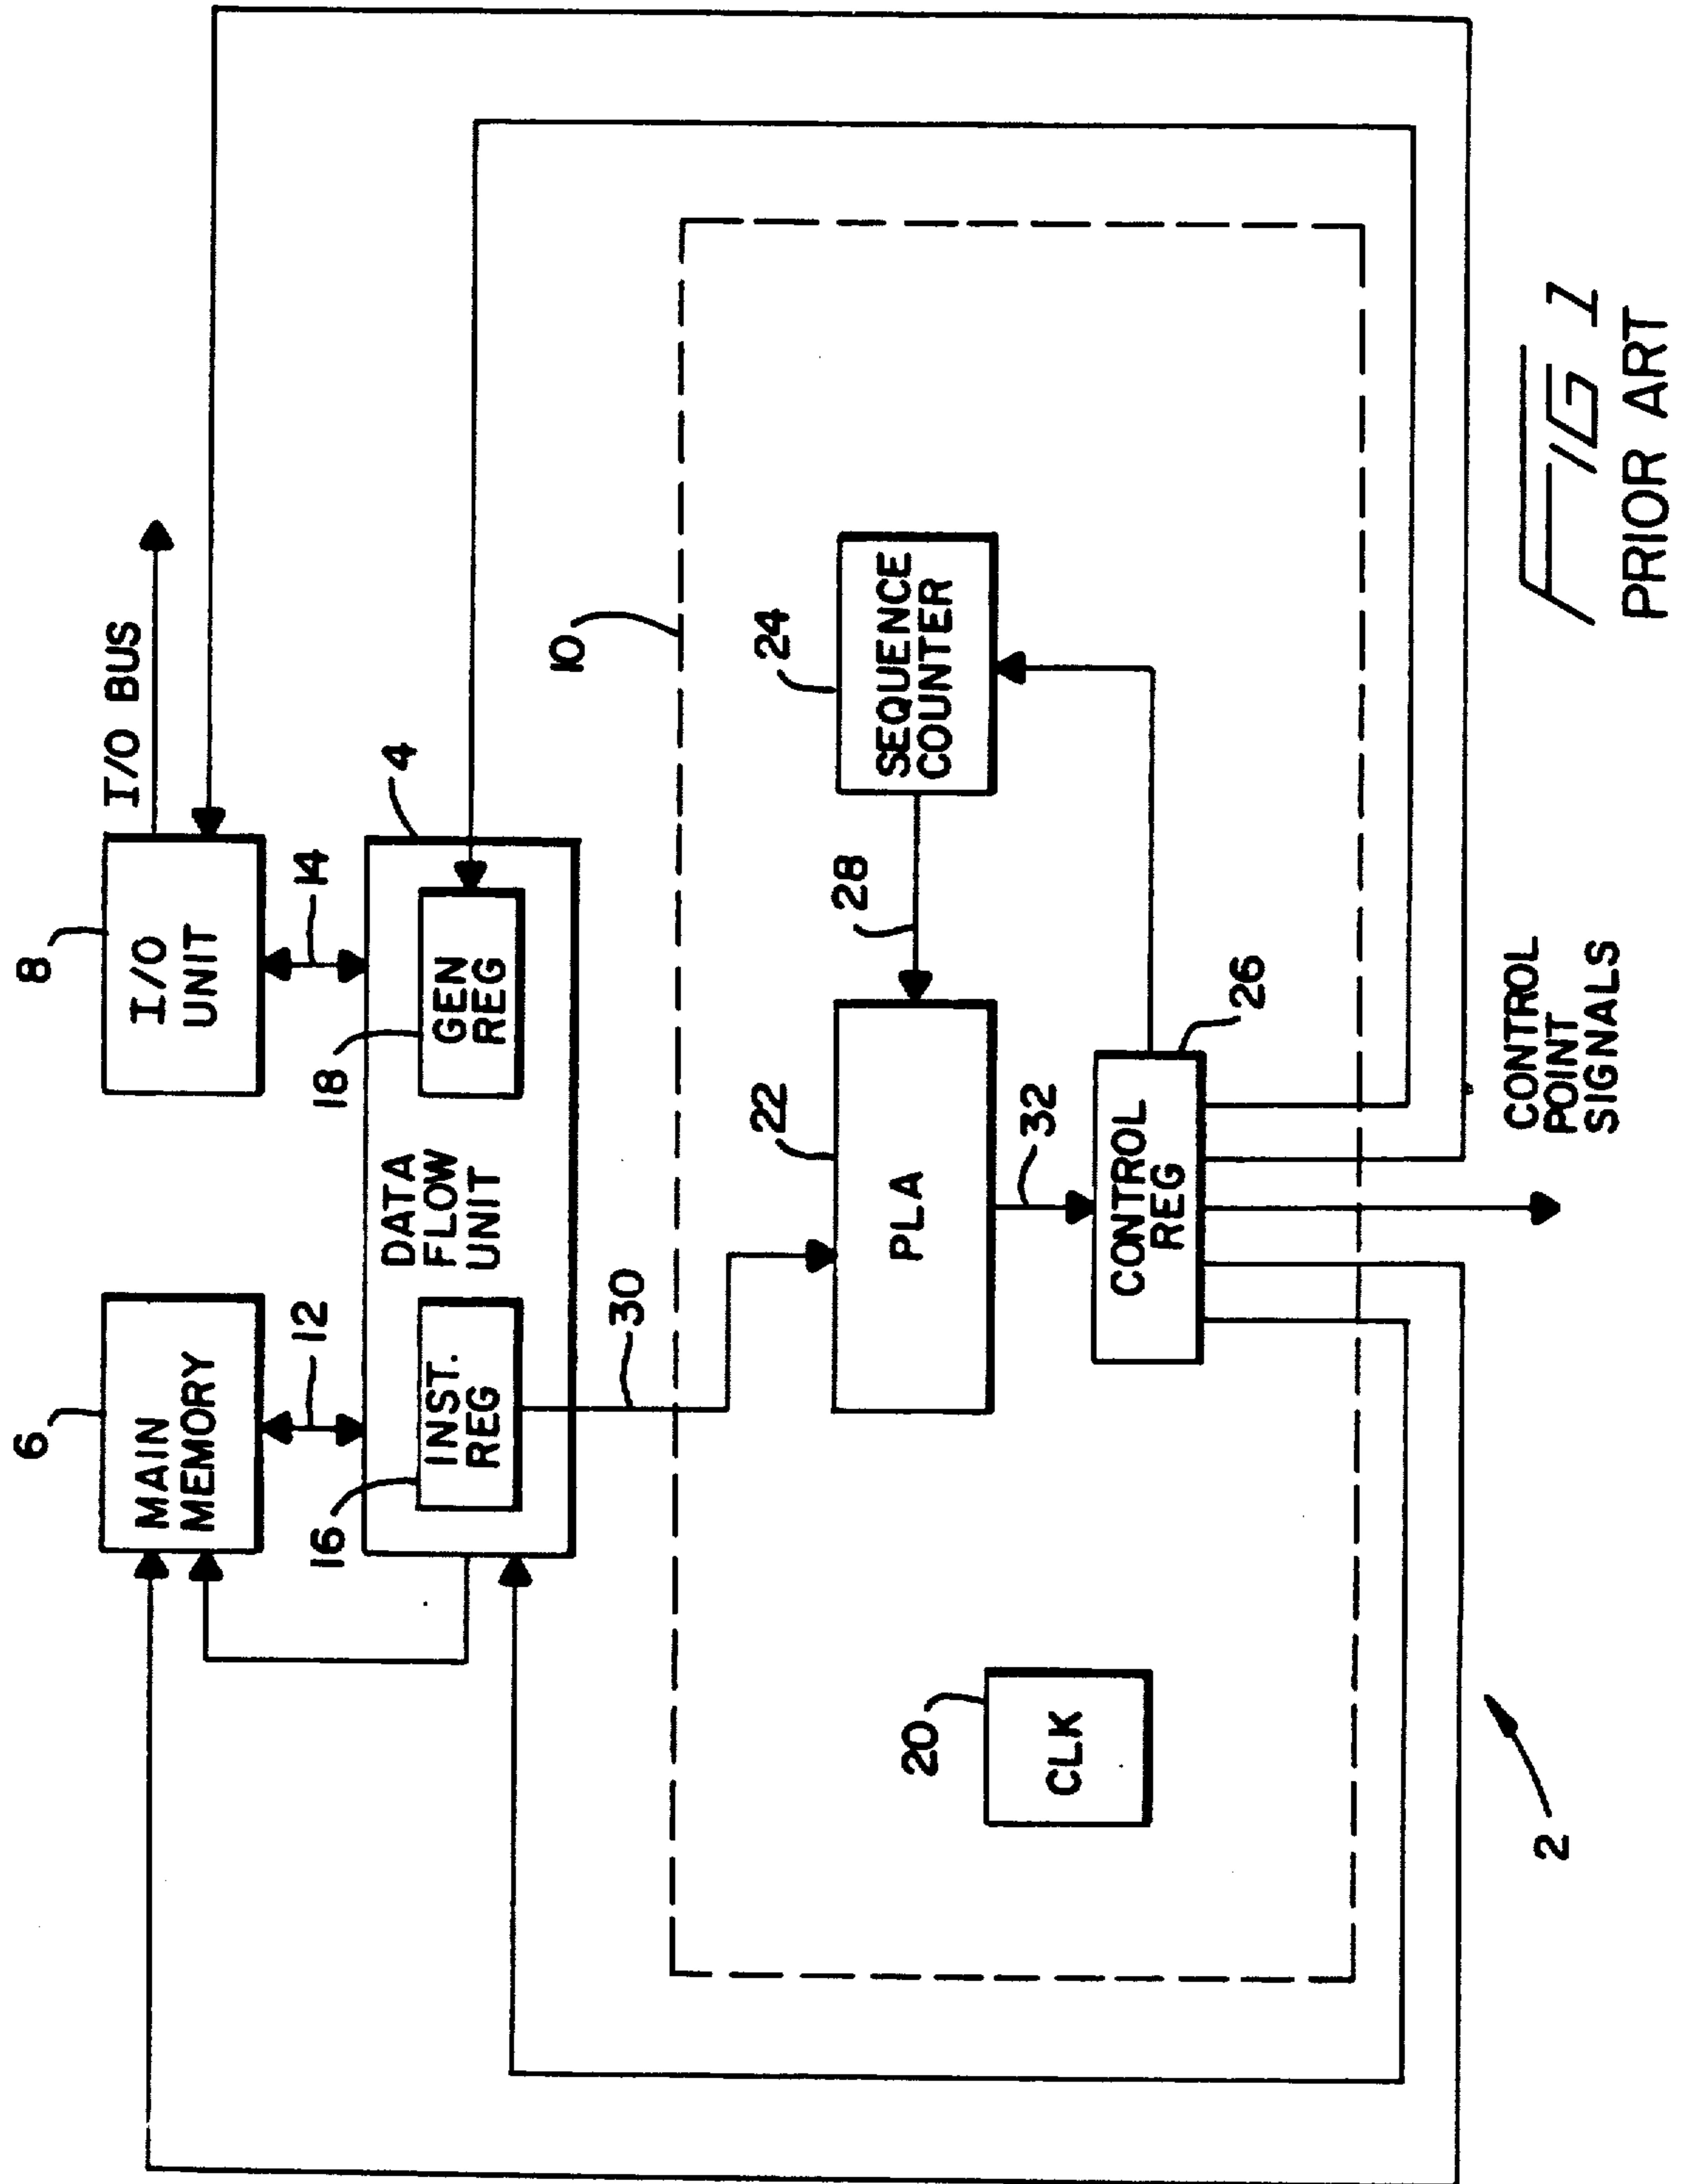 6
MAIN
MEMORY
12
8
I/O
UNIT
I/O BUS
14
4
16
INST.
REG
DATA
FLOW
UNIT
18
GEN
REG
30
10
22
PLA
28
24
SEQUENCE
COUNTER
32
20
CLK
CONTROL
REG
26
CONTROL
POINT
SIGNALS
2
FIG 1
PRIOR ART